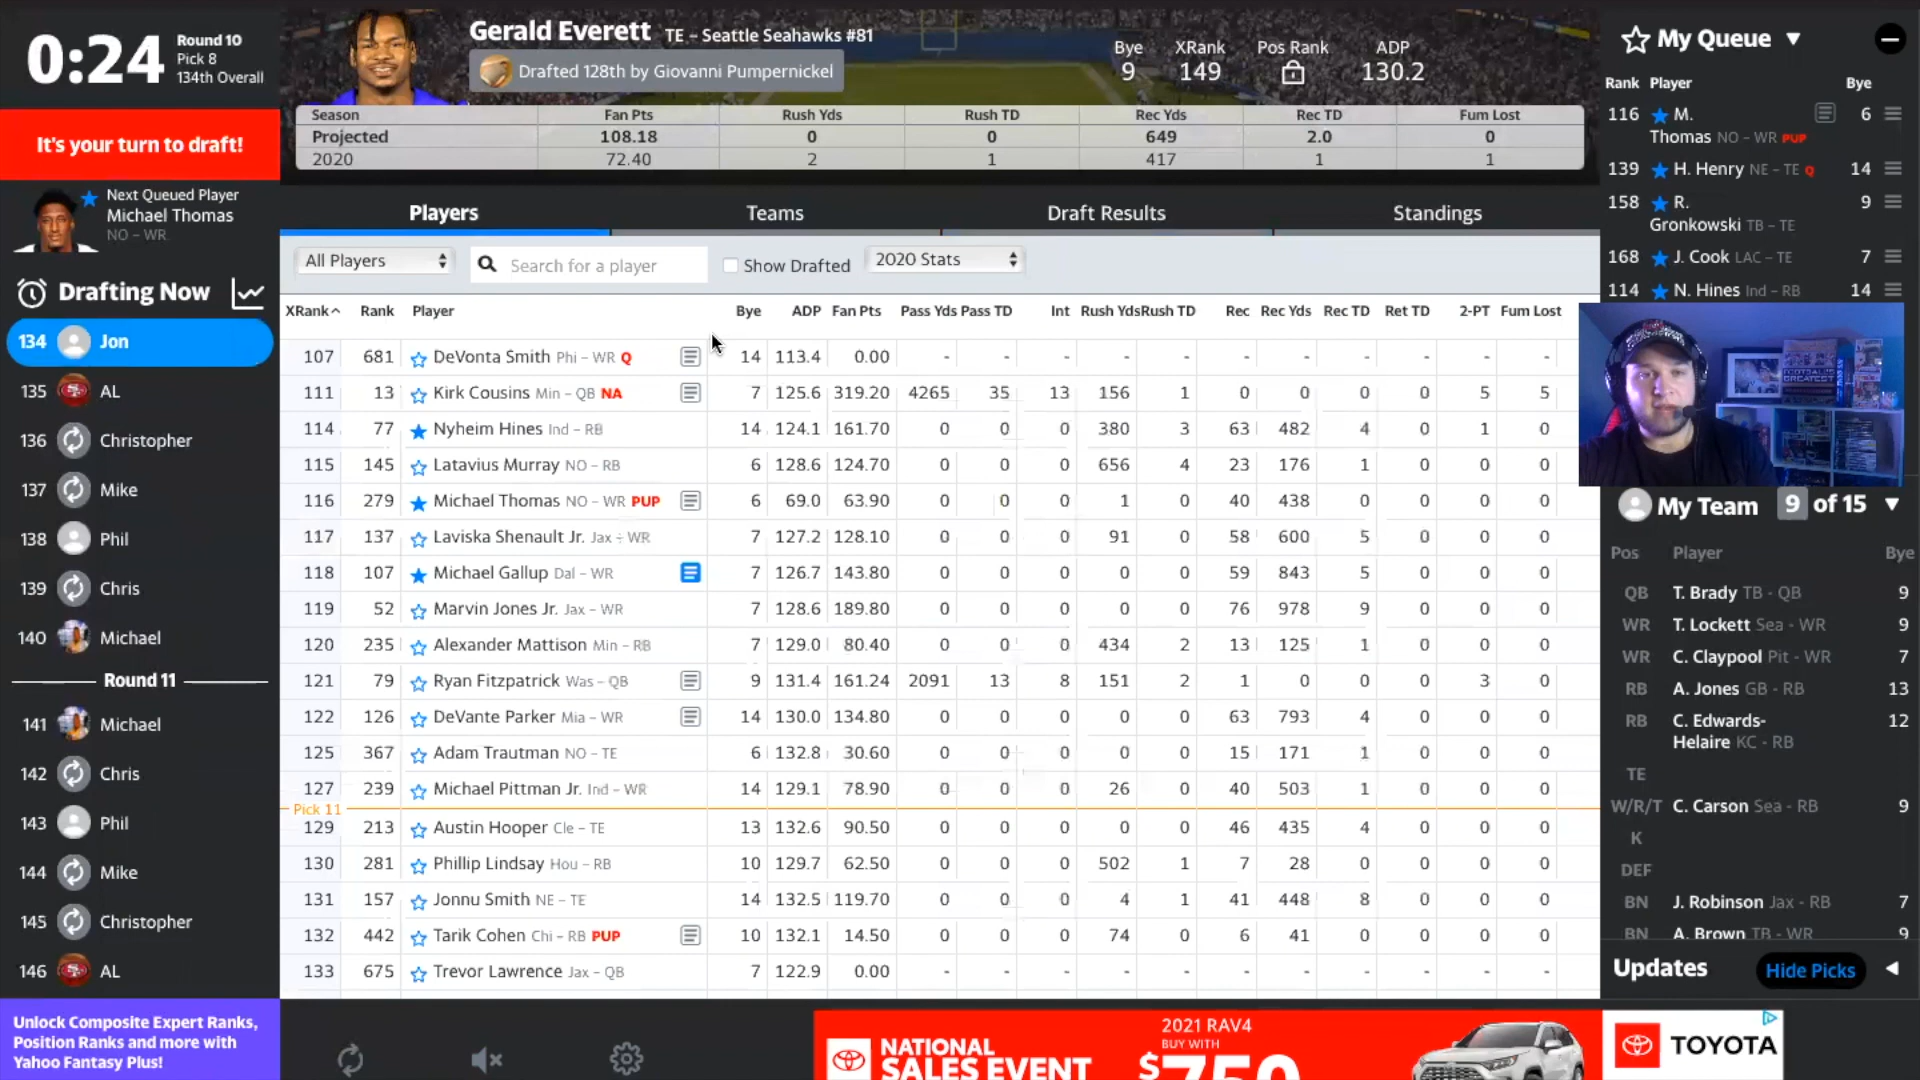 0:24
Round 10
Pick 8
134th Overall
It's your turn to draft!
Next Queued Player
Michael Thomas
NO – WR
Drafting Now
134 Jon
135 AL
136 Christopher
137 Mike
138 Phil
139 Chris
140 Michael
Round 11
141 Michael
142 Chris
143 Phil
144 Mike
145 Christopher
146 AL
Unlock Composite Expert Ranks,
Position Ranks and more with
Yahoo Fantasy Plus!
Gerald Everett TE – Seattle Seahawks #81
Drafted 128th by Giovanni Pumpernickel
Bye XRank Pos Rank ADP
9 149 130.2
Season Fan Pts Rush Yds Rush TD Rec Yds Rec TD Fum Lost
Projected 108.18 0 0 649 2.0 0
2020 72.40 2 1 417 1 1
Players Teams Draft Results Standings
All Players Search for a player Show Drafted 2020 Stats
XRank Rank Player Bye ADP Fan Pts Pass Yds Pass TD Int Rush Yds Rush TD Rec Rec Yds Rec TD Ret TD 2-PT Fum Lost
107 681 DeVonta Smith Phi – WR Q 14 113.4 0.00 - - - - - - - - - - -
111 13 Kirk Cousins Min – QB NA 7 125.6 319.20 4265 35 13 156 1 0 0 0 0 5 5
114 77 Nyheim Hines Ind – RB 14 124.1 161.70 0 0 0 380 3 63 482 4 0 1 0
115 145 Latavius Murray NO – RB 6 128.6 124.70 0 0 0 656 4 23 176 1 0 0 0
116 279 Michael Thomas NO – WR PUP 6 69.0 63.90 0 0 0 1 0 40 438 0 0 0 0
117 137 Laviska Shenault Jr. Jax – WR 7 127.2 128.10 0 0 0 91 0 58 600 5 0 0 0
118 107 Michael Gallup Dal – WR 7 126.7 143.80 0 0 0 0 0 59 843 5 0 0 0
119 52 Marvin Jones Jr. Jax – WR 7 128.6 189.80 0 0 0 0 0 76 978 9 0 0 0
120 235 Alexander Mattison Min – RB 7 129.0 80.40 0 0 0 434 2 13 125 1 0 0 0
121 79 Ryan Fitzpatrick Was – QB 9 131.4 161.24 2091 13 8 151 2 1 0 0 0 3 0
122 126 DeVante Parker Mia – WR 14 130.0 134.80 0 0 0 0 0 63 793 4 0 0 0
125 367 Adam Trautman NO – TE 6 132.8 30.60 0 0 0 0 0 15 171 1 0 0 0
127 239 Michael Pittman Jr. Ind – WR 14 129.1 78.90 0 0 0 26 0 40 503 1 0 0 0
Pick 11
129 213 Austin Hooper Cle – TE 13 132.6 90.50 0 0 0 0 0 46 435 4 0 0 0
130 281 Phillip Lindsay Hou – RB 10 129.7 62.50 0 0 0 502 1 7 28 0 0 0 0
131 157 Jonnu Smith NE – TE 14 132.5 119.70 0 0 0 4 1 41 448 8 0 0 0
132 442 Tarik Cohen Chi – RB PUP 10 132.1 14.50 0 0 0 74 0 6 41 0 0 0 0
133 675 Trevor Lawrence Jax – QB 7 122.9 0.00 - - - - - - - - - - -
NATIONAL
SALES EVENT
2021 RAV4
BUY WITH
$750
TOYOTA
My Queue
Rank Player Bye
116 M. 6
Thomas NO – WR PUP
139 H. Henry NE – TE Q 14
158 R. 9
Gronkowski TB – TE
168 J. Cook LAC – TE 7
114 N. Hines Ind – RB 14
My Team 9 of 15
Pos Player Bye
QB T. Brady TB - QB 9
WR T. Lockett Sea - WR 9
WR C. Claypool Pit - WR 7
RB A. Jones GB - RB 13
RB C. Edwards- 12
Helaire KC - RB
TE
W/R/T C. Carson Sea - RB 9
K
DEF
BN J. Robinson Jax - RB 7
BN A. Brown TB - WR 9
Updates Hide Picks